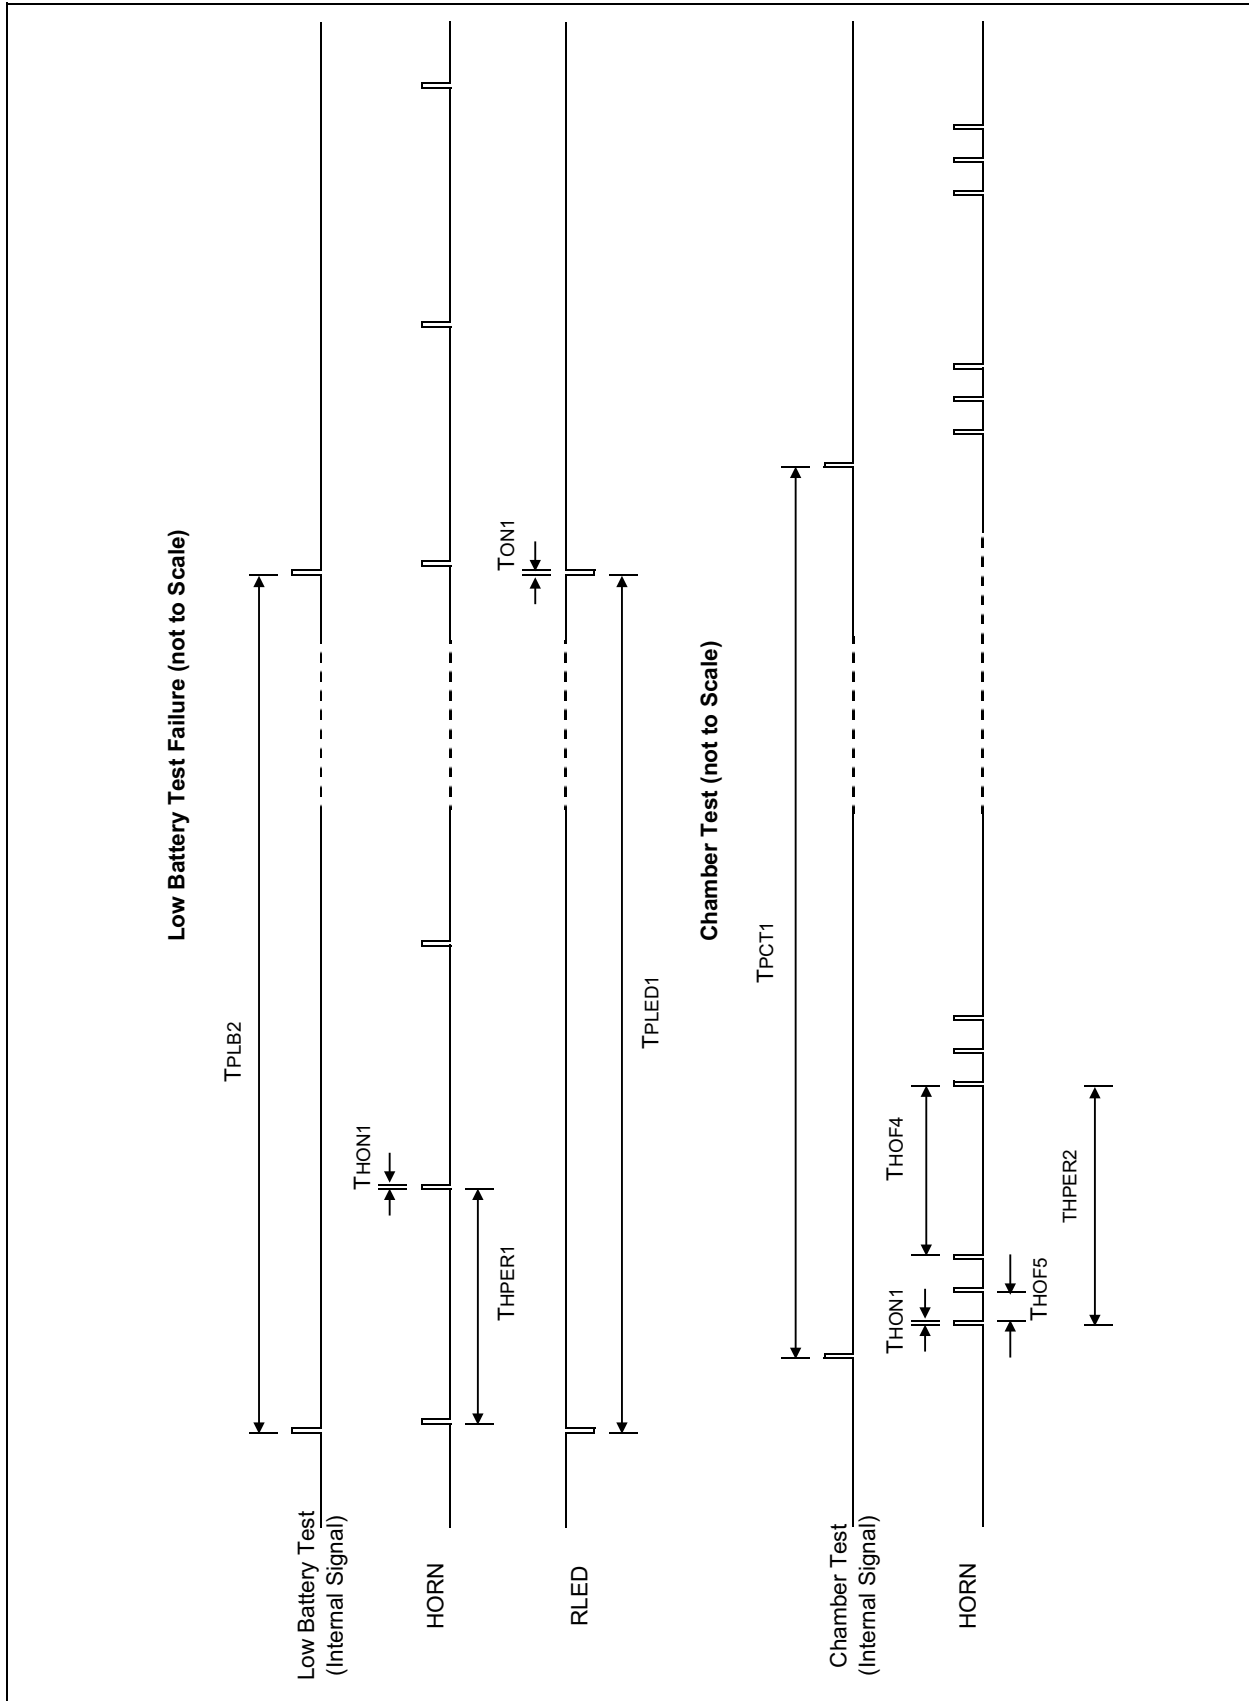 Low Battery Test Failure (not to Scale)
TPLB2
Low Battery Test
(Internal Signal)
THON1
HORN
THPER1
TON1
RLED
TPLED1
Chamber Test (not to Scale)
TPCT1
Chamber Test
(Internal Signal)
THON1
THOF4
HORN
THOF5
THPER2